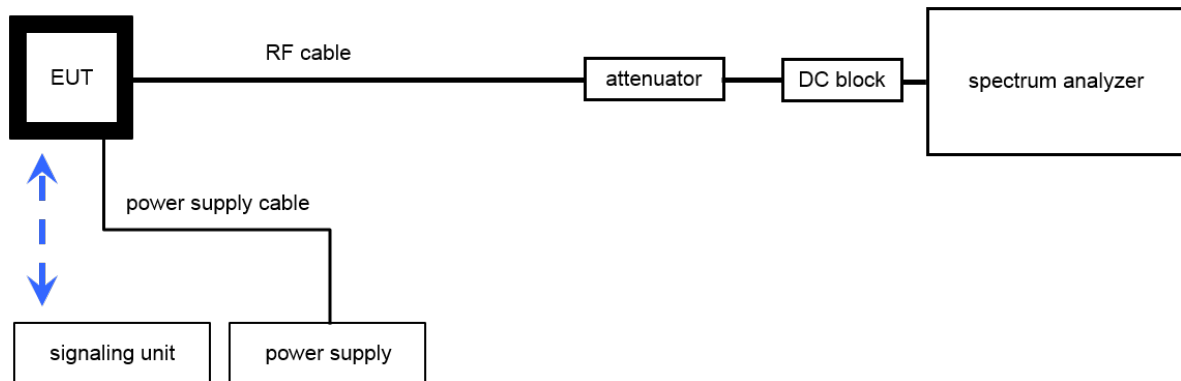 RF cable
EUT
attenuator
DC block
spectrum analyzer
power supply cable
signaling unit
power supply